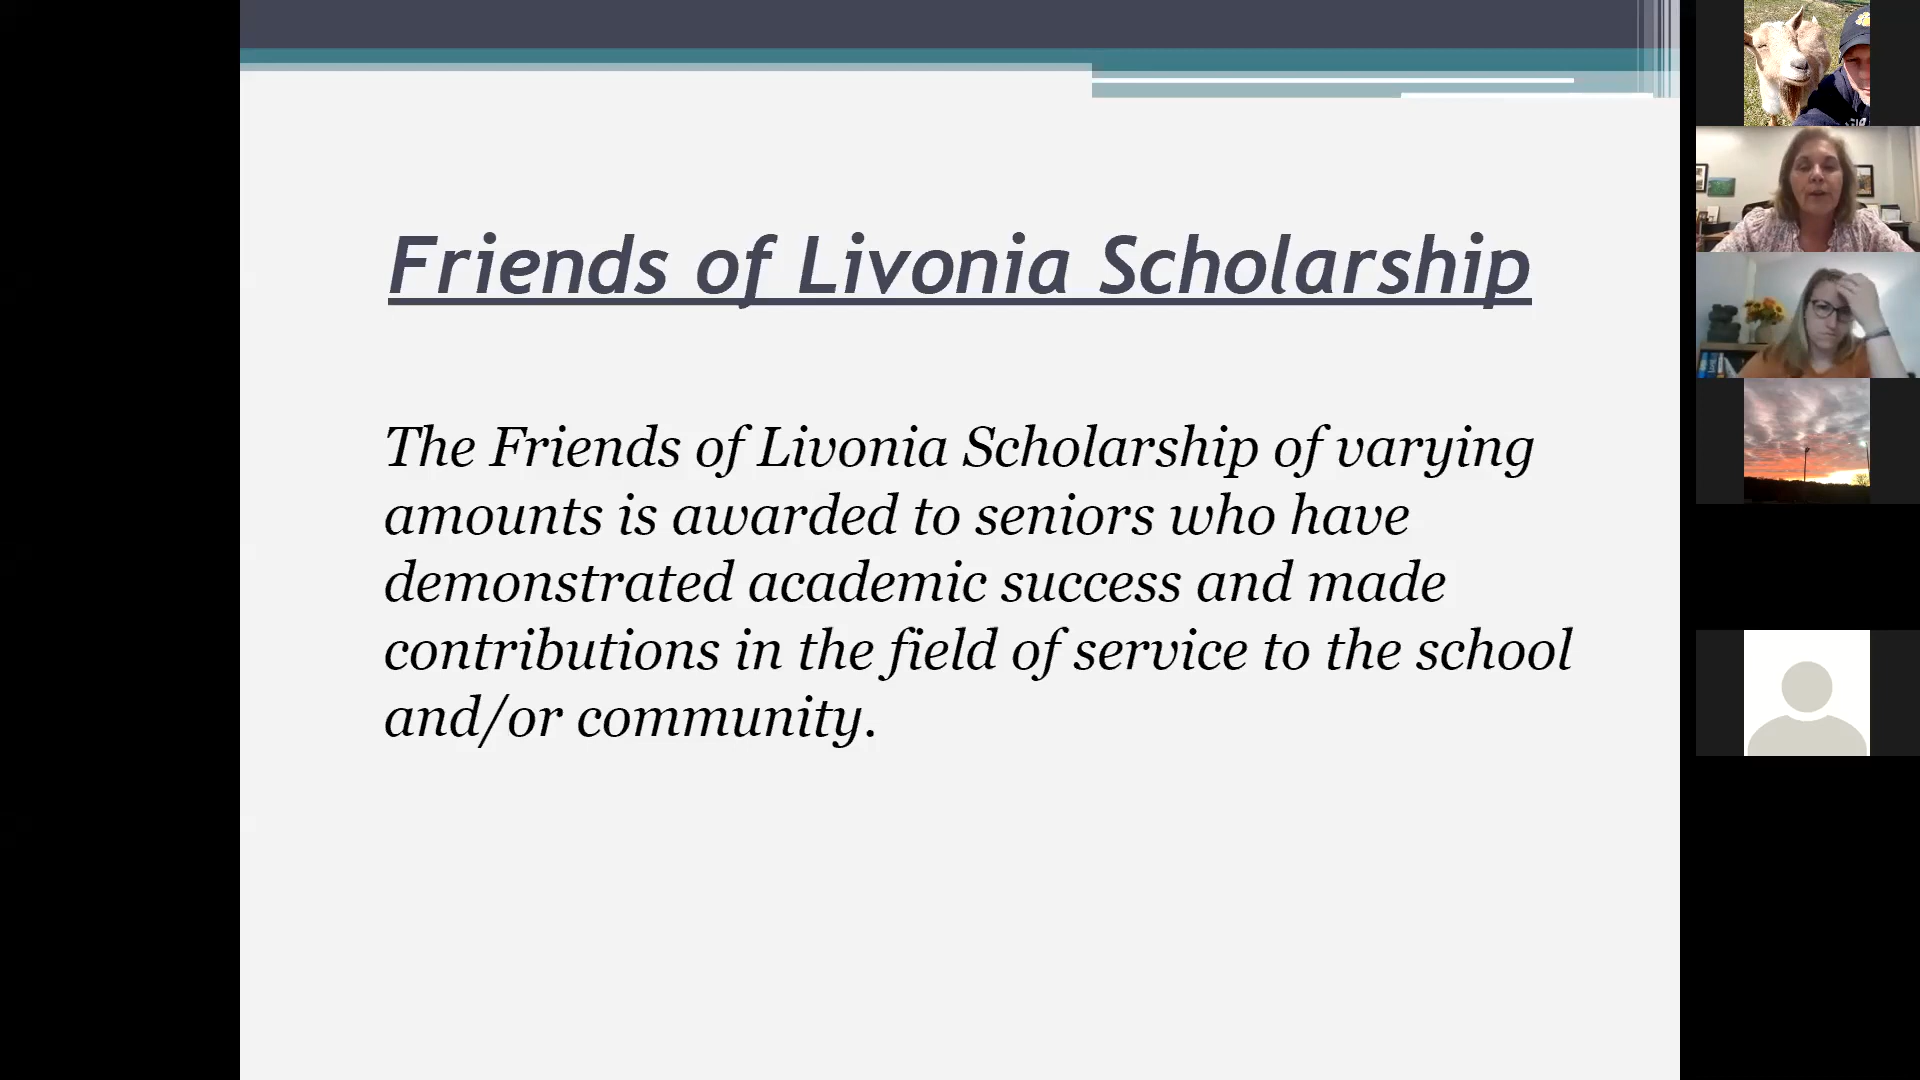 Friends of Livonia Scholarship
The Friends of Livonia Scholarship of varying
amounts is awarded to seniors who have
demonstrated academic success and made
contributions in the field of service to the school
and/or community.